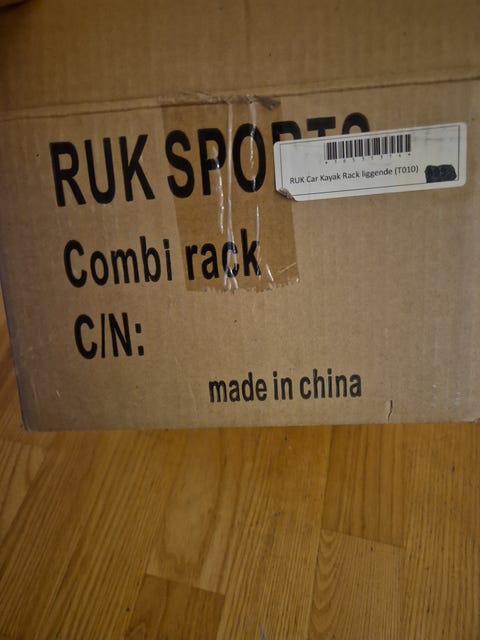 RUK SPORTS
RUK Car Kayak Rack liggende (T010)
Combi rack
C/N:
made in china